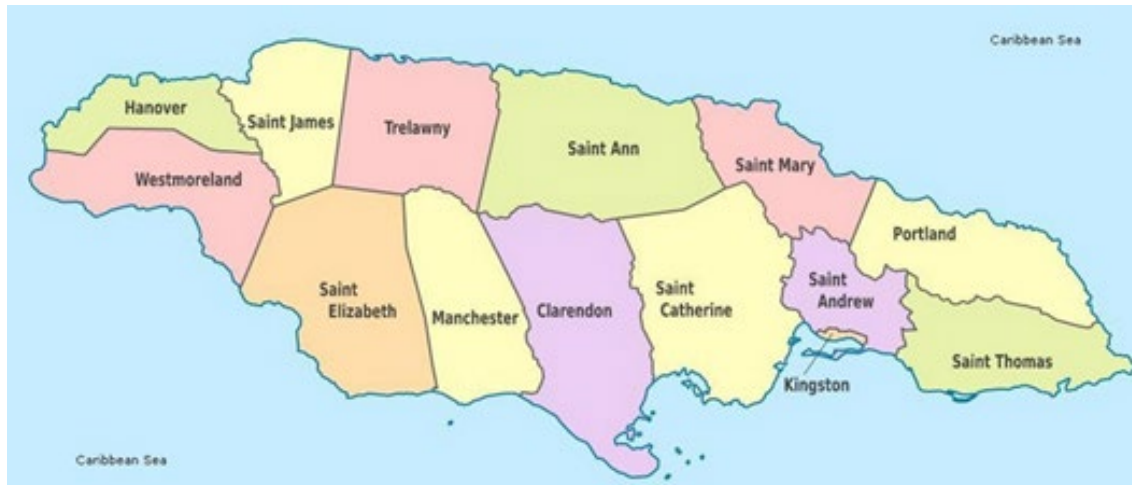 Caribbean Sea
Hanover
Saint James
Trelawny
Saint Ann
Saint Mary
Westmoreland
Portland
Saint
Elizabeth
Manchester
Clarendon
Saint
Catherine
Saint
Andrew
Saint Thomas
Kingston
Caribbean Sea